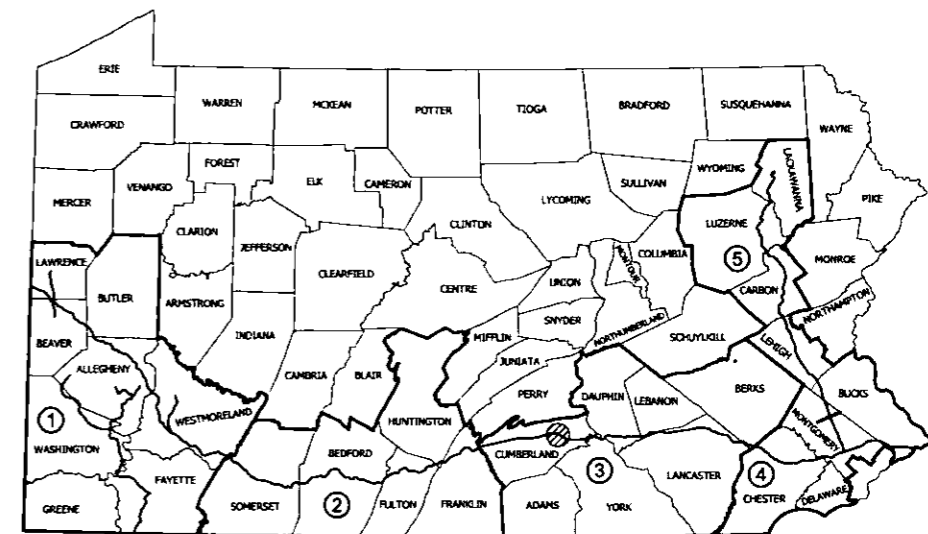 ERIE
WARREN
MCKEAN
POTTER
TIOGA
BRADFORD
SUSQUEHANNA
WAYNE
CRAWFORD
FOREST
WYOMING
LACKAWANNA
VENANGO
ELK
CAMERON
SULLIVAN
PIKE
MERCER
LYCOMING
CLARION
CLINTON
LUZERNE
JEFFERSON
COLUMBIA
MONTOUR
5
LAWRENCE
CLEARFIELD
MONROE
BUTLER
ARMSTRONG
CENTRE
UNION
CARBON
NORTHAMPTON
BEAVER
INDIANA
SNYDER
NORTHUMBERLAND
MIFFLIN
SCHUYLKILL
LEHIGH
ALLEGHENY
JUNIATA
CAMBRIA
BLAIR
PERRY
DAUPHIN
LEBANON
BERKS
BUCKS
1
WESTMORELAND
HUNTINGTON
MONTGOMERY
WASHINGTON
BEDFORD
CUMBERLAND
3
LANCASTER
4
FAYETTE
CHESTER
DELAWARE
GREENE
SOMERSET
2
FULTON
FRANKLIN
ADAMS
YORK